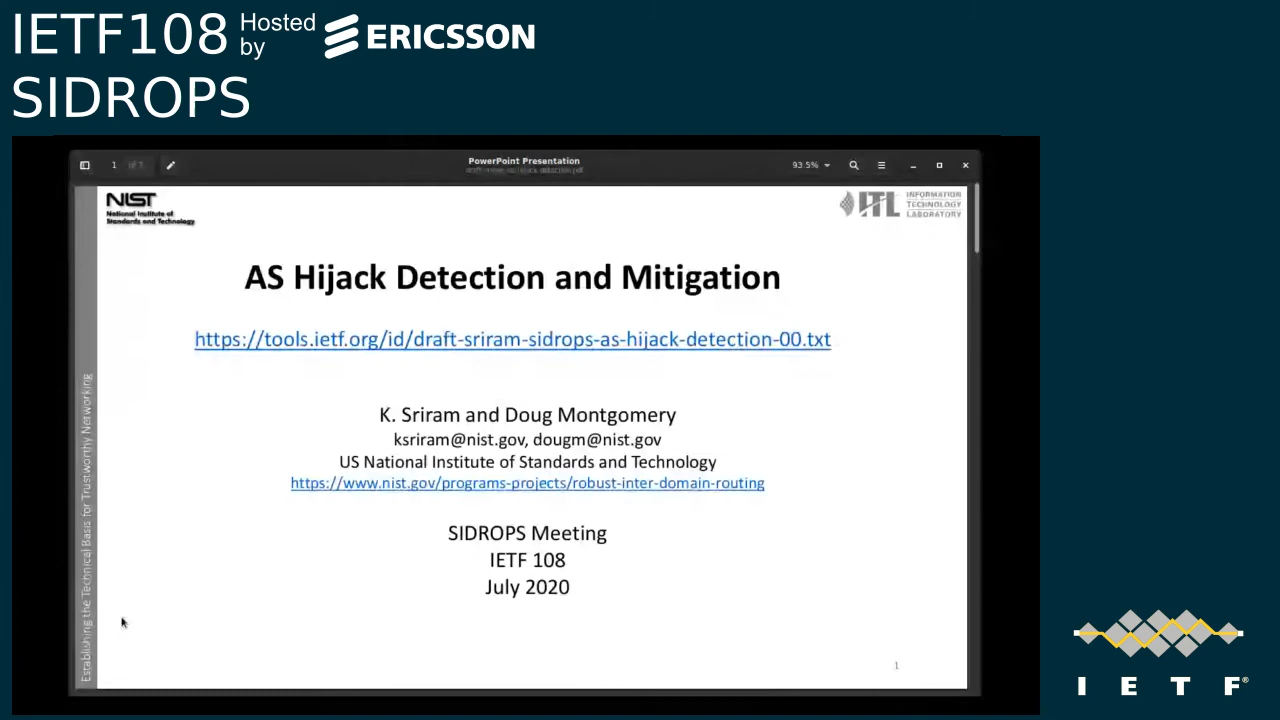 IETF108 Hosted by ERICSSON
SIDROPS
1
PowerPoint Presentation
93.5%
NIST
National Institute of
Standards and Technology
ITL INFORMATION
TECHNOLOGY
LABORATORY
AS Hijack Detection and Mitigation
https://tools.ietf.org/id/draft-sriram-sidrops-as-hijack-detection-00.txt
K. Sriram and Doug Montgomery
ksriram@nist.gov, dougm@nist.gov
US National Institute of Standards and Technology
https://www.nist.gov/programs-projects/robust-inter-domain-routing
SIDROPS Meeting
IETF 108
July 2020
Establishing the Technical Basis for Trustworthy Networking
1
I E T F®